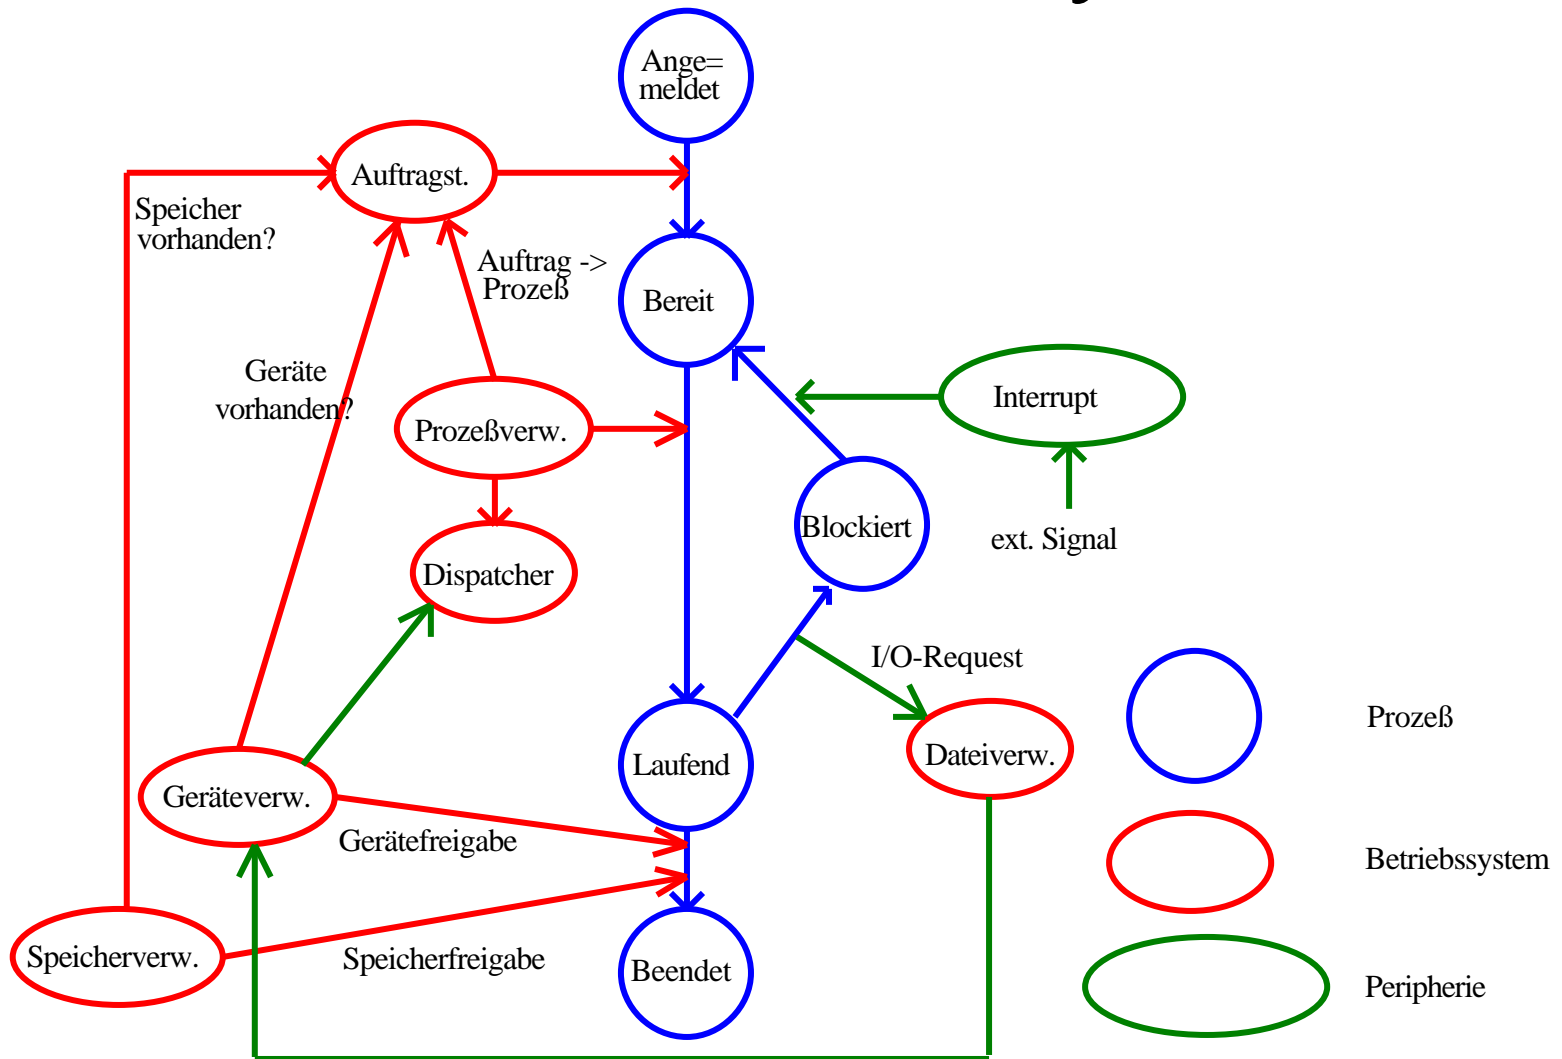 Ange=
meldet
Auftragst.
Speicher
vorhanden?
Auftrag ->
Prozeß
Bereit
Geräte
vorhanden?
Interrupt
Prozeßverw.
Blockiert
ext. Signal
Dispatcher
I/O-Request
Prozeß
Dateiverw.
Laufend
Geräteverw.
Gerätefreigabe
Betriebssystem
Speicherverw.
Speicherfreigabe
Beendet
Peripherie